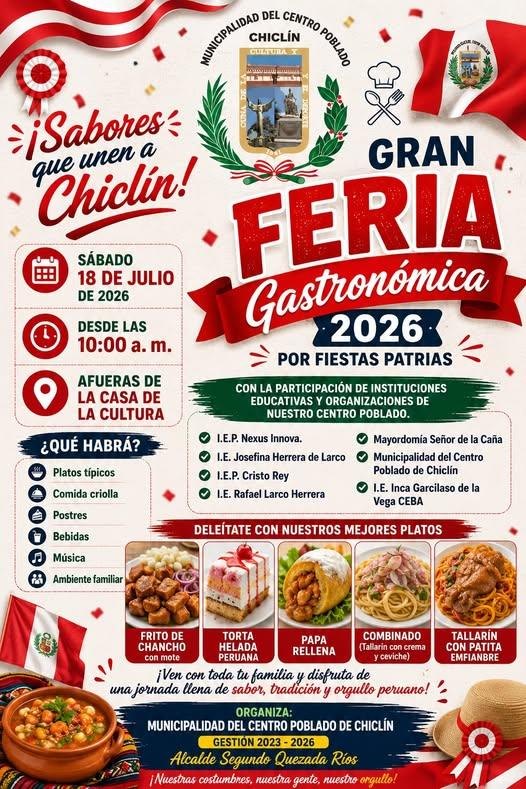 MUNICIPALIDAD DEL CENTRO POBLADO
CHICLÍN
CULTURA Y
CUNA DE LA
¡Sabores
que unen a
Chiclín!
GRAN
FERIA
Gastronómica
2026
POR FIESTAS PATRIAS
SÁBADO
18 DE JULIO
DE 2026
DESDE LAS
10:00 a. m.
AFUERAS DE
LA CASA DE
LA CULTURA
CON LA PARTICIPACIÓN DE INSTITUCIONES
EDUCATIVAS Y ORGANIZACIONES DE
NUESTRO CENTRO POBLADO.
I.E.P. Nexus Innova.
I.E. Josefina Herrera de Larco
I.E.P. Cristo Rey
I.E. Rafael Larco Herrera
Mayordomía Señor de la Caña
Municipalidad del Centro
Poblado de Chiclín
I.E. Inca Garcilaso de la
Vega CEBA
¿QUÉ HABRÁ?
Platos típicos
Comida criolla
Postres
Bebidas
Música
Ambiente familiar
DELEÍTATE CON NUESTROS MEJORES PLATOS
FRITO DE
CHANCHO
con mote
TORTA
HELADA
PERUANA
PAPA
RELLENA
COMBINADO
(Tallarín con crema
y ceviche)
TALLARÍN
CON PATITA
EMFIANBRE
¡Ven con toda tu familia y disfruta de
una jornada llena de sabor, tradición y orgullo peruano!
ORGANIZA:
MUNICIPALIDAD DEL CENTRO POBLADO DE CHICLÍN
GESTIÓN 2023 - 2026
Alcalde Segundo Quezada Ríos
¡Nuestras costumbres, nuestra gente, nuestro orgullo!